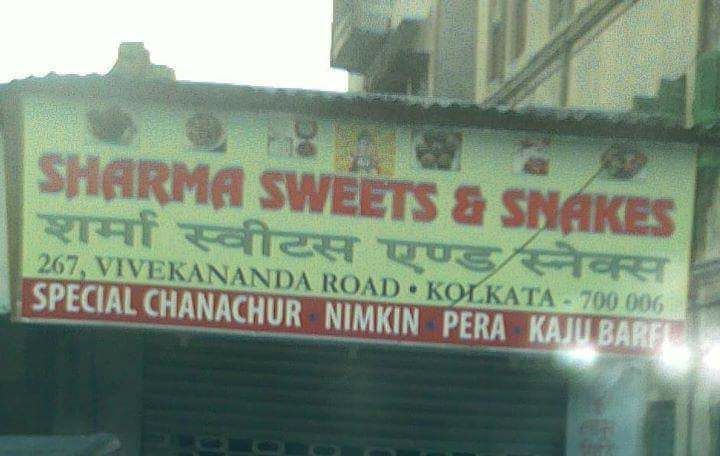 SHARMA SWEETS & SNAKES
शर्मा स्वीटस एण्ड स्नेक्स
267, VIVEKANANDA ROAD • KOLKATA - 700 006
SPECIAL CHANACHUR • NIMKIN • PERA • KAJU BARFI